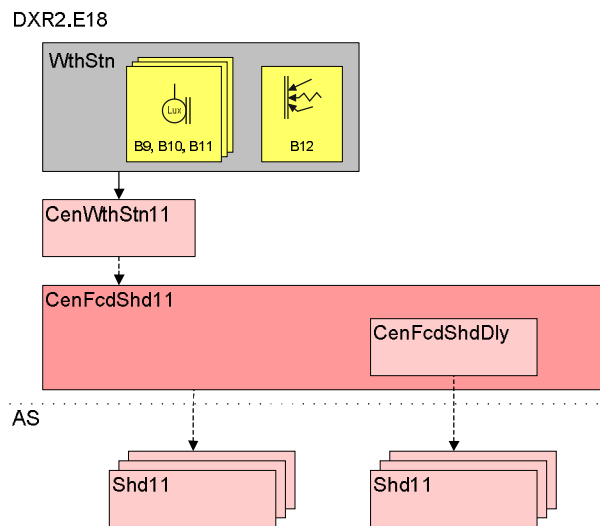 DXR2.E18
WthStn
Lux
B9, B10, B11
B12
CenWthStn11
CenFcdShd11
CenFcdShdDly
AS
Shd11
Shd11